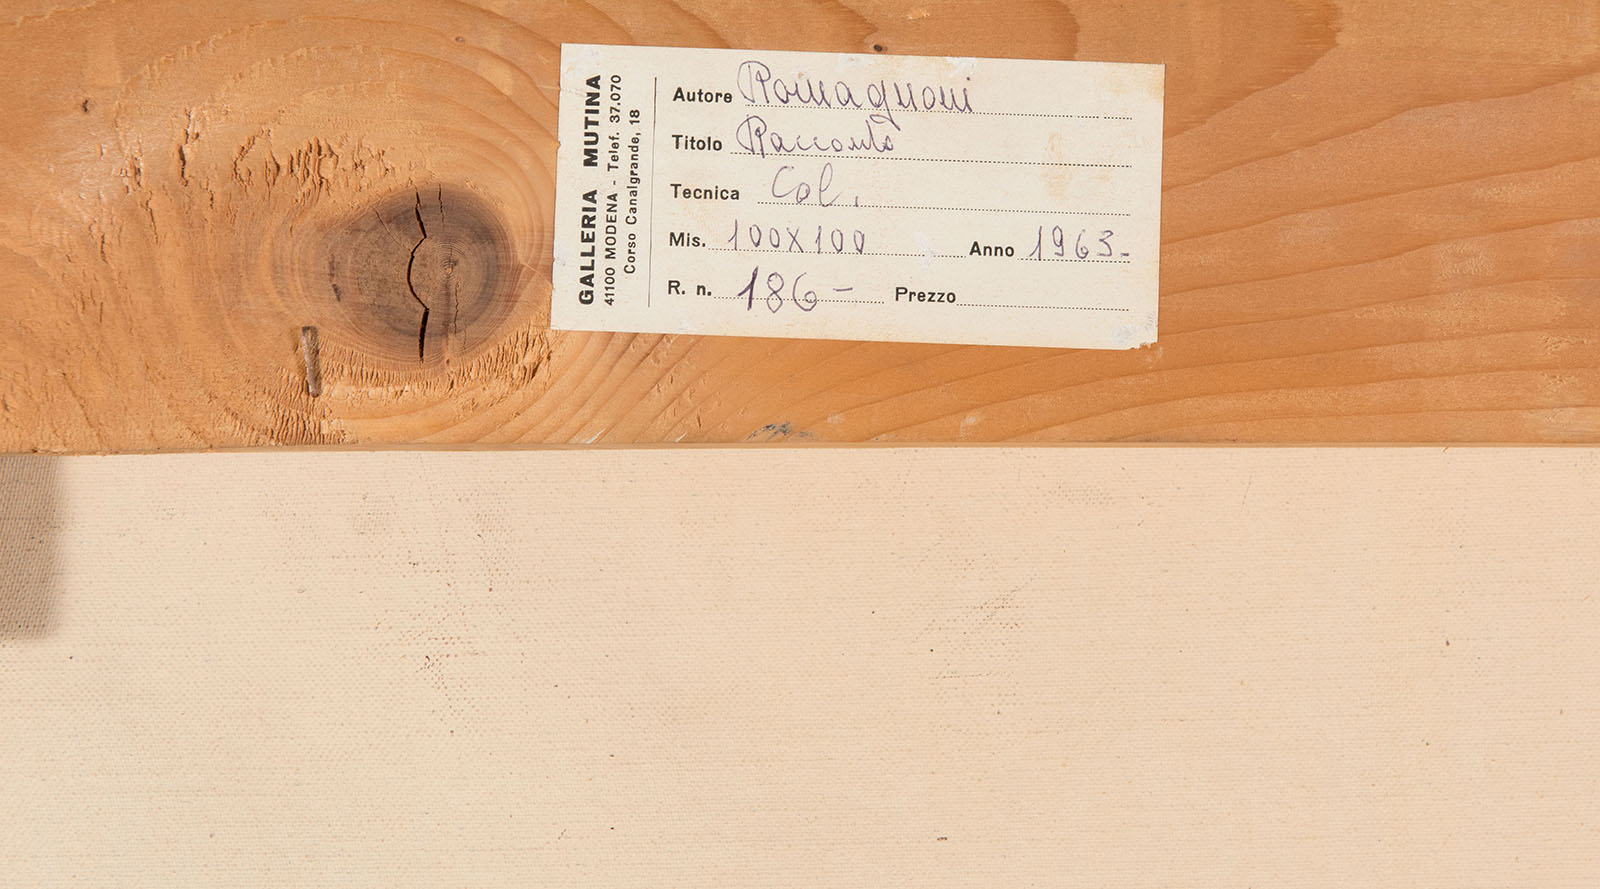 GALLERIA MUTINA
41100 MODENA - Telef. 37.070
Corso Canalgrande, 18
Autore Romagnoni
Titolo Racconto
Tecnica Col.
Mis. 100X100 Anno 1963-
R. n. 186- Prezzo